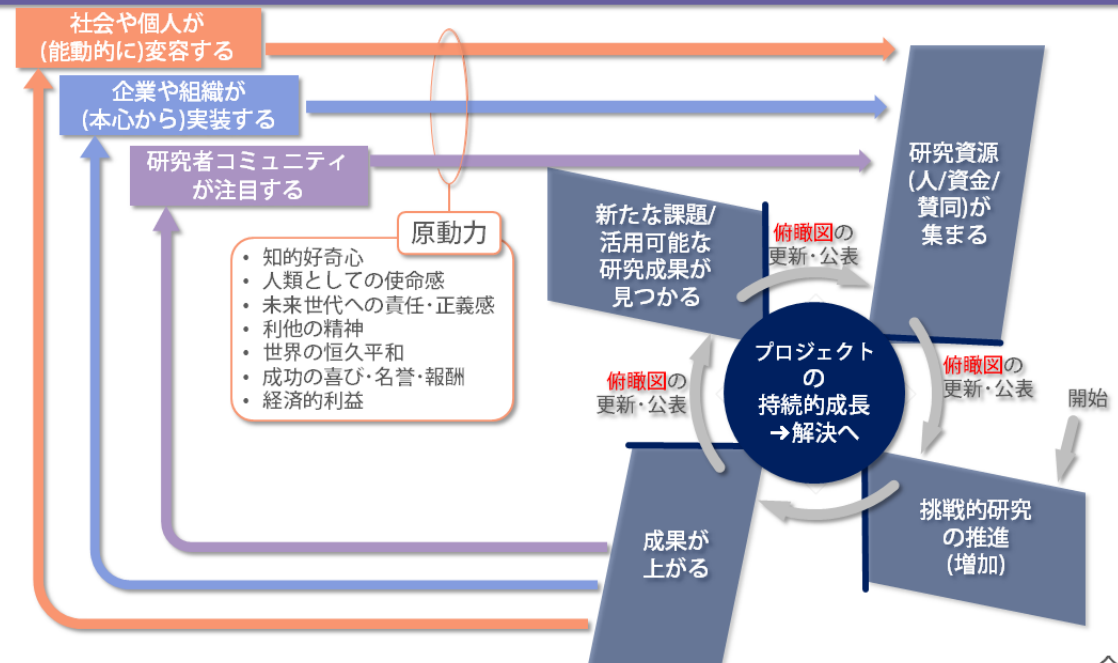 社会や個人が
(能動的に)変容する
企業や組織が
(本心から)実装する
研究者コミュニティ
が注目する
原動力
• 知的好奇心
• 人類としての使命感
• 未来世代への責任・正義感
• 利他の精神
• 世界の恒久平和
• 成功の喜び・名誉・報酬
• 経済的利益
新たな課題/
活用可能な
研究成果が
見つかる
俯瞰図の
更新・公表
研究資源
(人/資金/
賛同)が
集まる
プロジェクト
の
持続的成長
➔解決へ
俯瞰図の
更新・公表
俯瞰図の
更新・公表
開始
挑戦的研究
の推進
(増加)
成果が
上がる